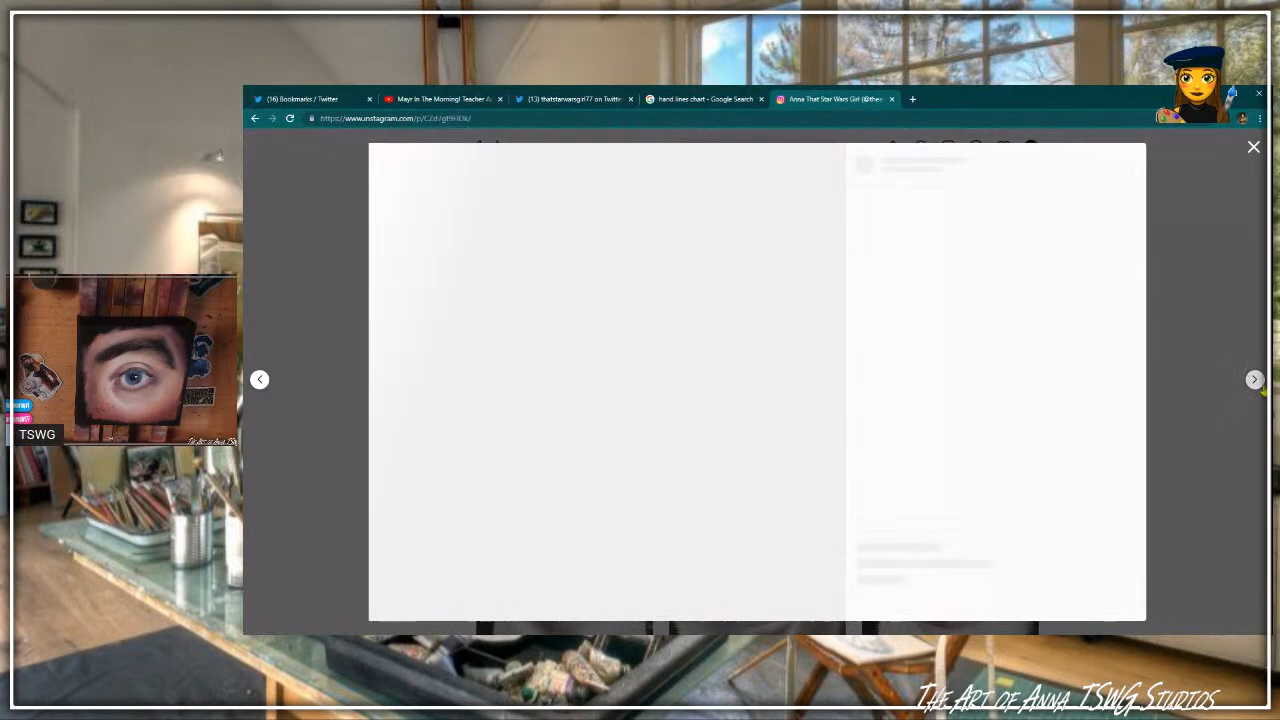 (16) Bookmarks / Twitter
Mayr In The Morning! Teacher A
(13) thatstarwarsgirl77 on Twitte
hand lines chart - Google Search
Anna That Star Wars Girl (@thes
https://www.instagram.com/p/
TSWG
The Art of Anna TSWG Studios